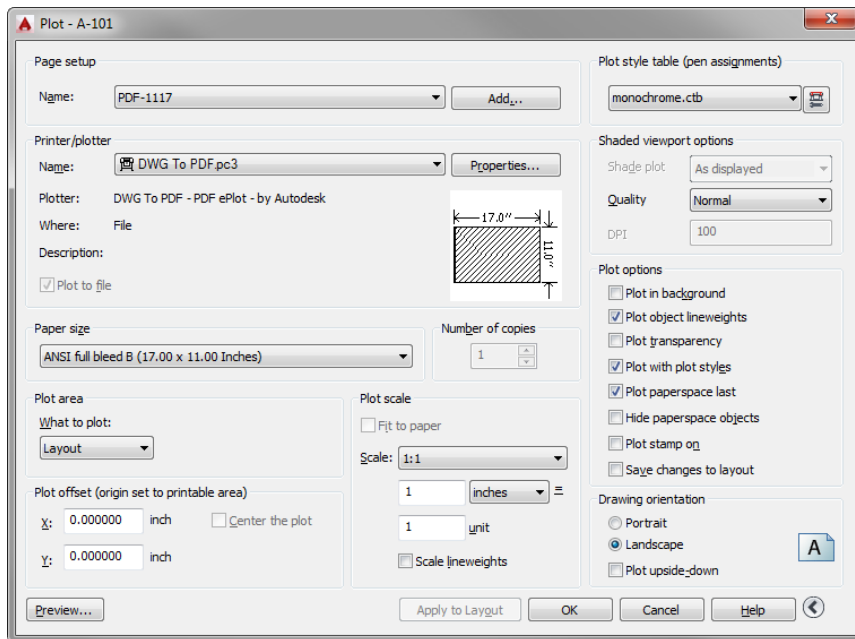 Plot - A-101
Page setup
Name:
PDF-1117
Add...
Printer/plotter
Name:
DWG To PDF.pc3
Properties...
Plotter:
DWG To PDF - PDF ePlot - by Autodesk
Where:
File
Description:
Plot to file
17.0''
11.0''
Paper size
ANSI full bleed B (17.00 x 11.00 Inches)
Number of copies
1
Plot area
What to plot:
Layout
Plot offset (origin set to printable area)
X:
0.000000
inch
Center the plot
Y:
0.000000
inch
Plot scale
Fit to paper
Scale:
1:1
1
inches
=
1
unit
Scale lineweights
Plot style table (pen assignments)
monochrome.ctb
Shaded viewport options
Shade plot
As displayed
Quality
Normal
DPI
100
Plot options
Plot in background
Plot object lineweights
Plot transparency
Plot with plot styles
Plot paperspace last
Hide paperspace objects
Plot stamp on
Save changes to layout
Drawing orientation
Portrait
Landscape
Plot upside-down
A
Preview...
Apply to Layout
OK
Cancel
Help